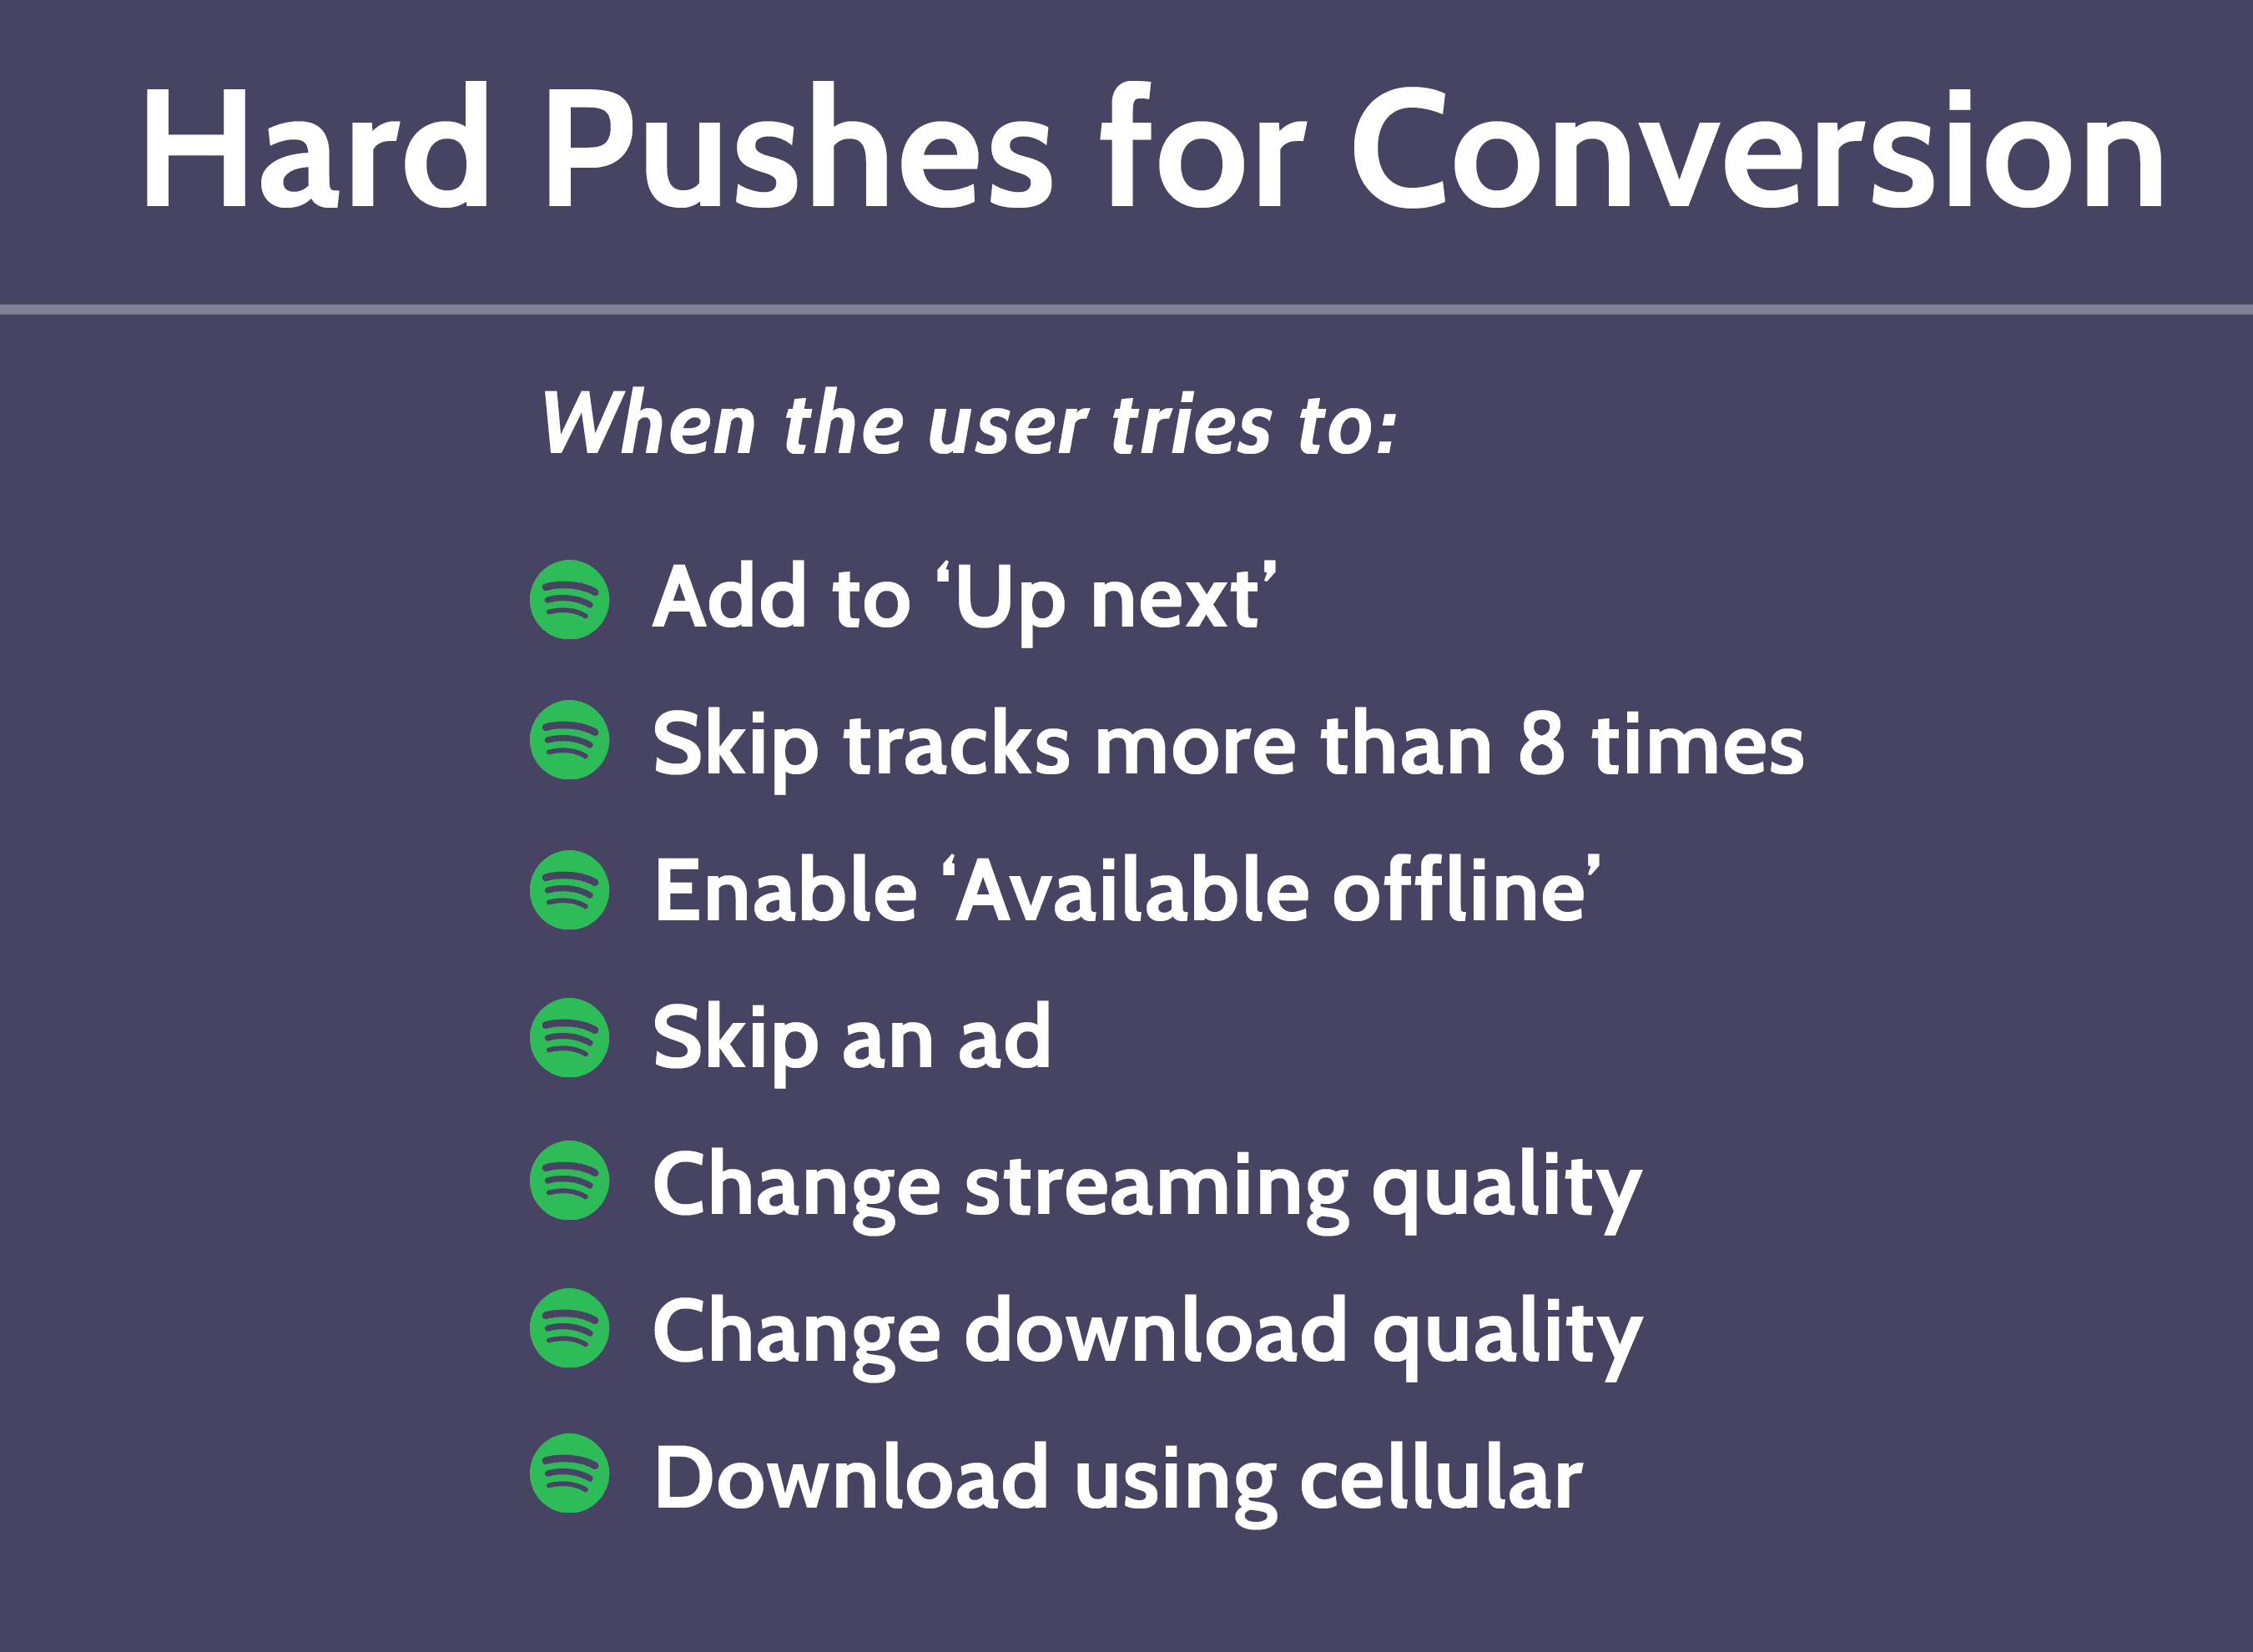 Hard Pushes for Conversion
When the user tries to:
Add to ‘Up next’
Skip tracks more than 8 times
Enable ‘Available offline’
Skip an ad
Change streaming quality
Change download quality
Download using cellular